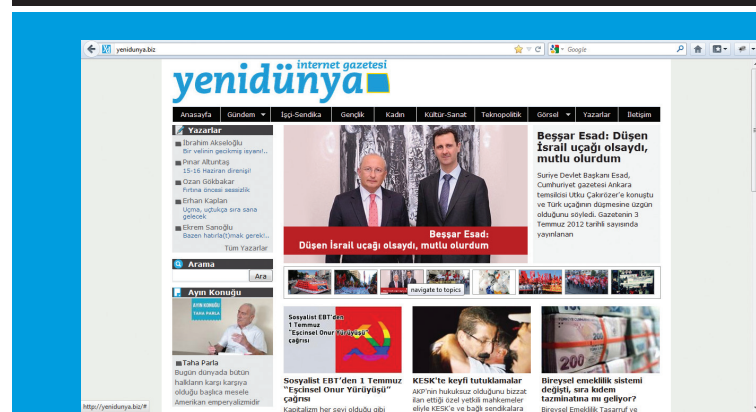 yenidunya.biz
Google
internet gazetesi
yenidünya
Anasayfa Gündem İşçi-Sendika Gençlik Kadın Kültür-Sanat Teknopolitik Görsel Yazarlar İletişim
Yazarlar
İbrahim Akseloğlu
Bir velinin gecikmiş isyanı!..
Pınar Altuntaş
15-16 Haziran direnişi!
Ozan Gökbakar
Fırtına öncesi sessizlik
Erhan Kaplan
Uçma, uçtukça sıra sana
gelecek
Ekrem Sarıoğlu
Bazen hatırla(t)mak gerekl..
Tüm Yazarlar
Arama
Ara
Ayın Konuğu
AYIN KONUĞU
TAHA PARLA
Taha Parla
Bugün dünyada bütün
halkların karşı karşıya
olduğu başlıca mesele
Amerikan emperyalizmidir
Beşşar Esad:
Düşen İsrail uçağı olsaydı, mutlu olurdum
Beşşar Esad: Düşen
İsrail uçağı olsaydı,
mutlu olurdum
Suriye Devlet Başkanı Esad,
Cumhuriyet gazetesi Ankara
temsilcisi Utku Çakırözer'e konuştu
ve Türk uçağının düşmesine üzgün
olduğunu söyledi. Gazetenin 3
Temmuz 2012 tarihli sayısında
yayınlanan
navigate to topics
Sosyalist EBT'den
1 Temmuz
"Eşcinsel Onur Yürüyüşü"
çağrısı
Sosyalist EBT'den 1 Temmuz
"Eşcinsel Onur Yürüyüşü"
çağrısı
Kapitalizm her şeyi olduğu gibi
KESK'te keyfi tutuklamalar
AKP'nin hukuksuz olduğunu bizzat
ilan ettiği özel yetkili mahkemeler
eliyle KESK'e ve bağlı sendikalara
200
Bireysel emeklilik sistemi
değişti, sıra kıdem
tazminatına mı geliyor?
Bireysel Emeklilik Tasarruf ve
http://yenidunya.biz/#